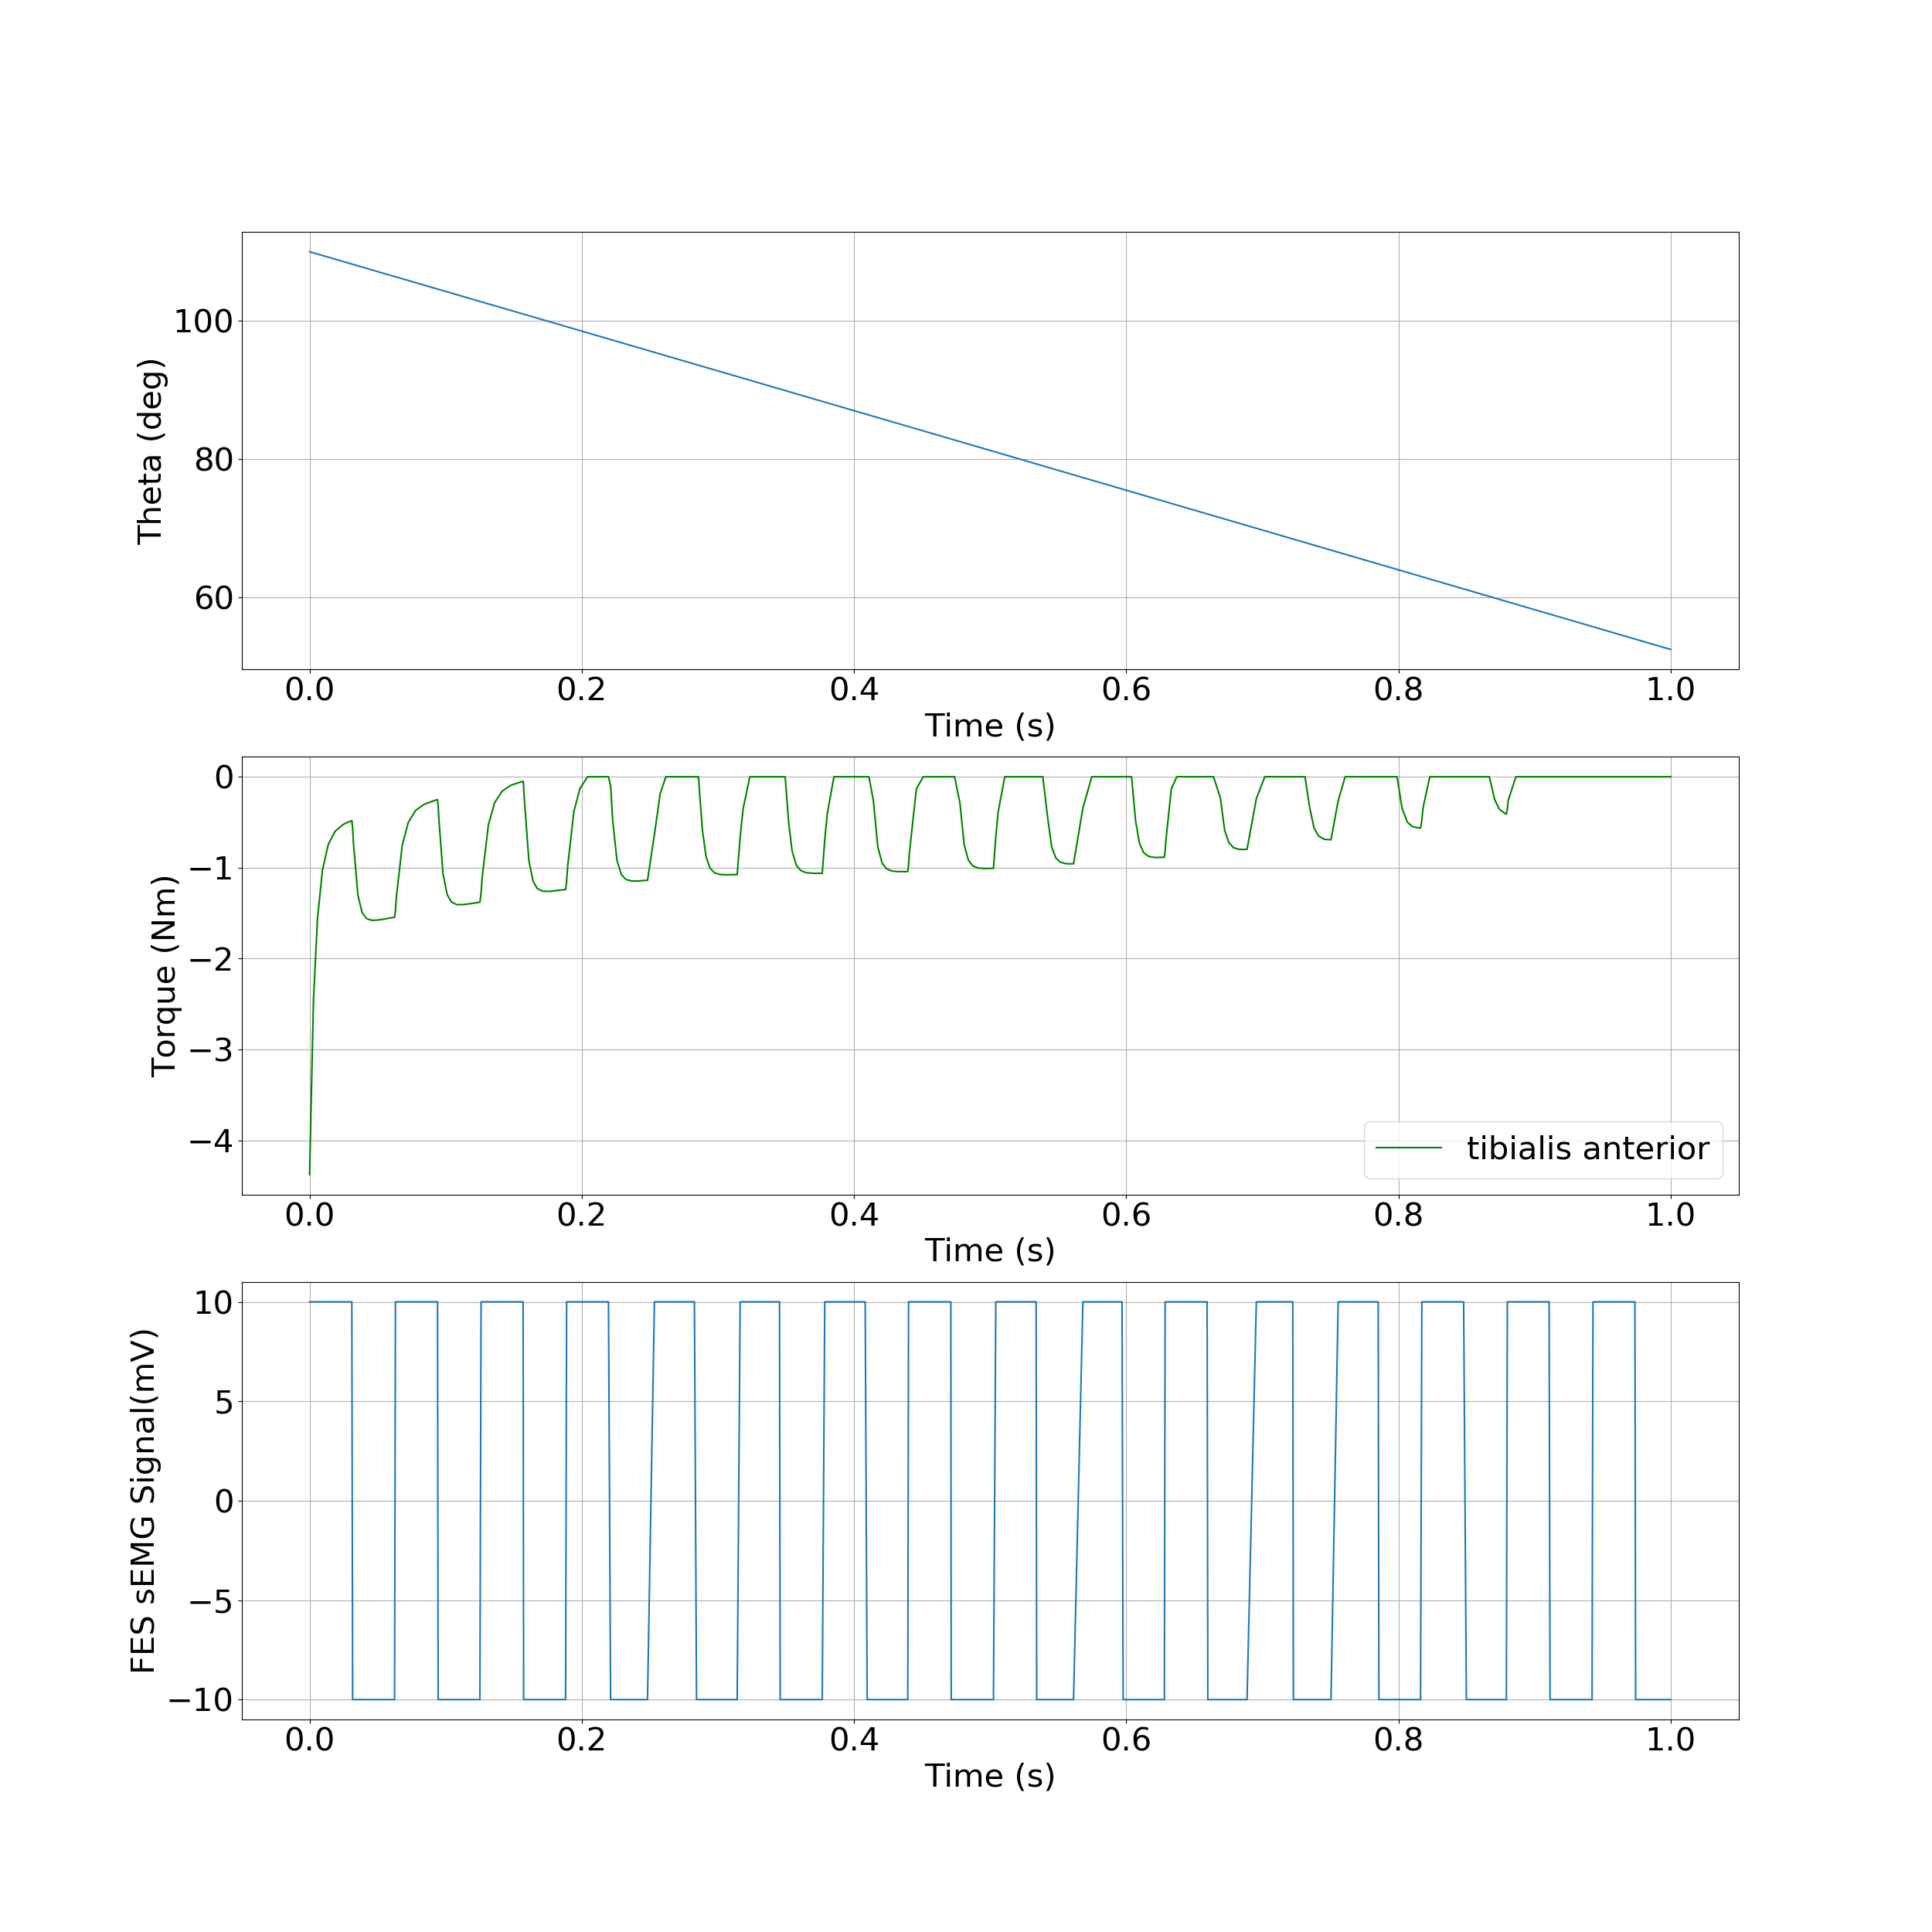 100
80
60
Theta (deg)
0.0 0.2 0.4 0.6 0.8 1.0
Time (s)
0
−1
−2
−3
−4
Torque (Nm)
tibialis anterior
0.0 0.2 0.4 0.6 0.8 1.0
Time (s)
10
5
0
−5
−10
FES sEMG Signal(mV)
0.0 0.2 0.4 0.6 0.8 1.0
Time (s)